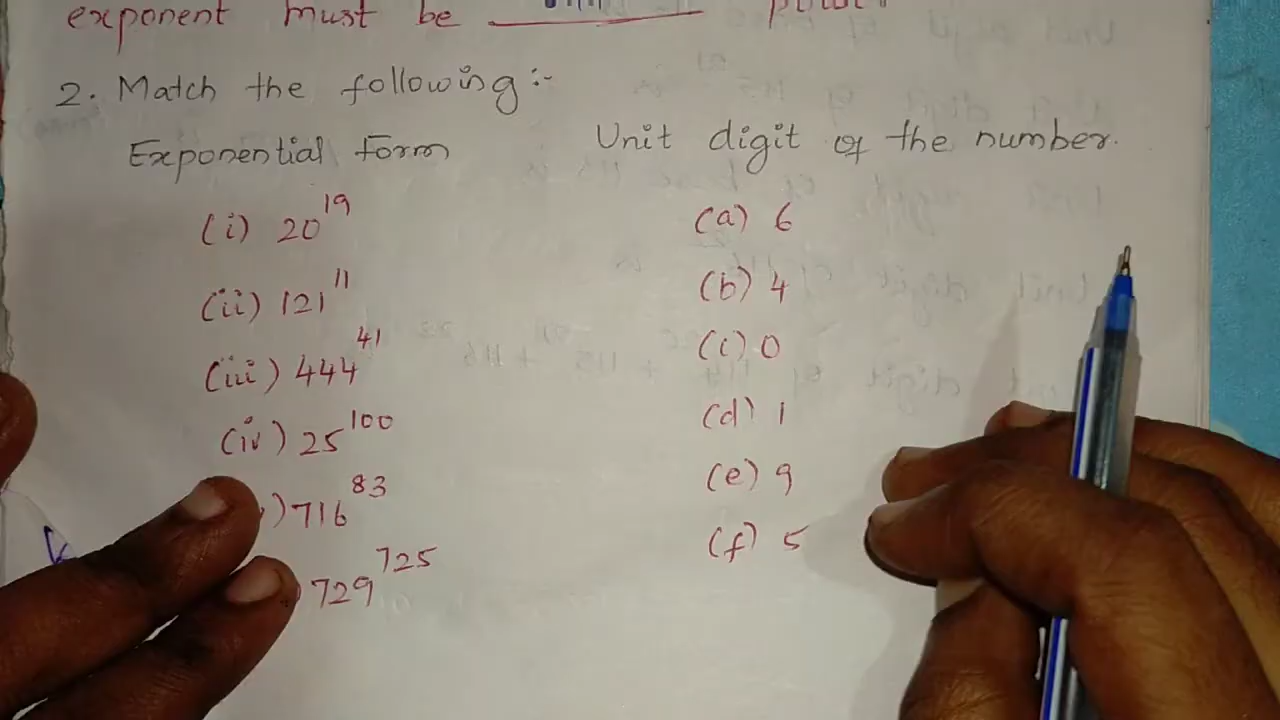 exponent must be
2. Match the following :-
Exponential Form Unit digit of the number.
(i) 20^19 (a) 6
(ii) 121^11 (b) 4
(iii) 444^41 (c) 0
(iv) 25^100 (d) 1
) 716^83 (e) 9
729^725 (f) 5